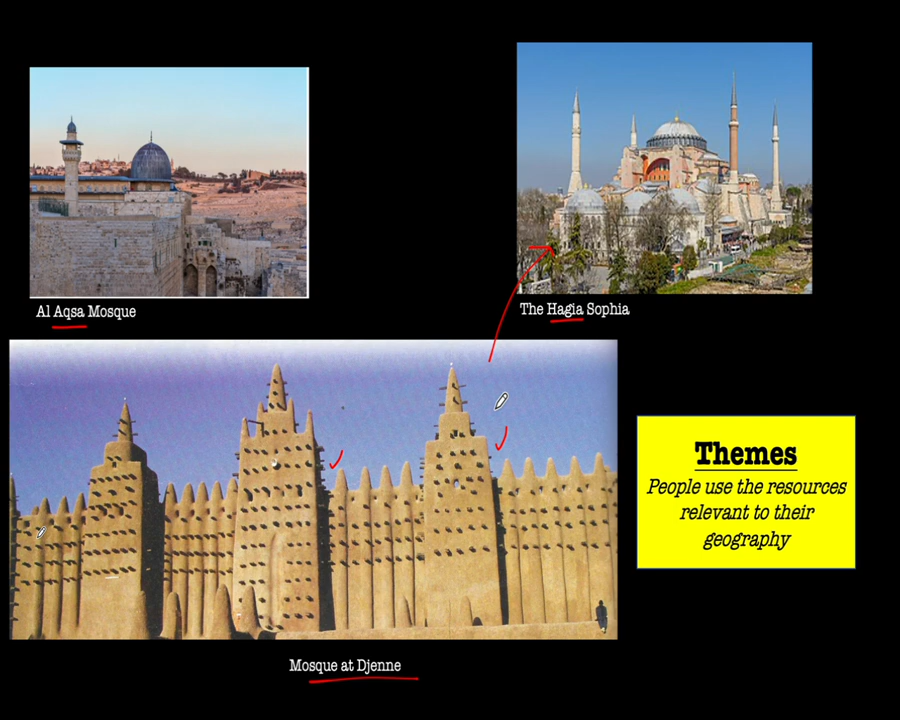 Al Aqsa Mosque
The Hagia Sophia
Themes
People use the resources
relevant to their
geography
Mosque at Djenne